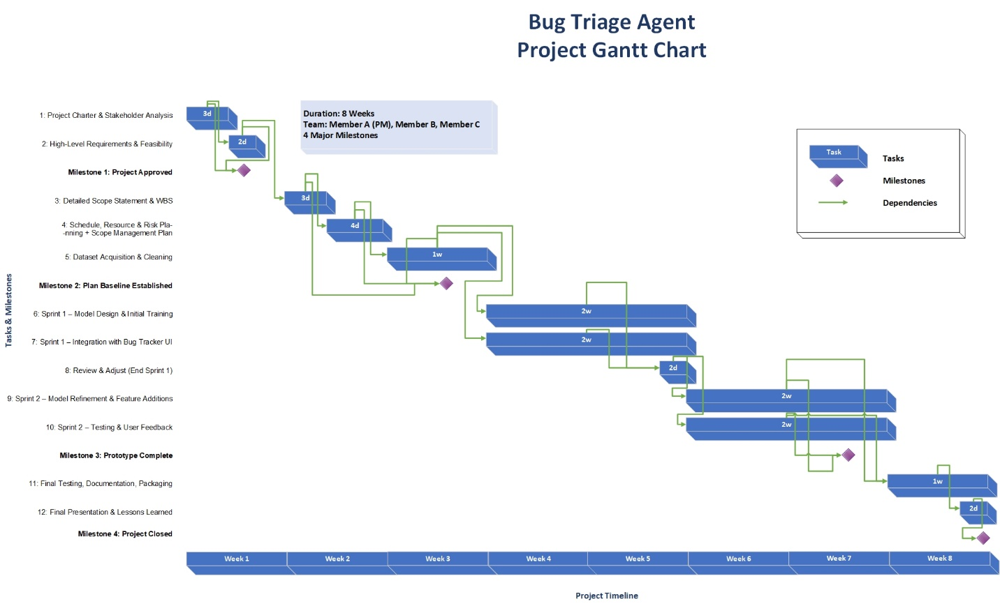 Bug Triage Agent
Project Gantt Chart
1: Project Charter & Stakeholder Analysis
3d
Duration: 8 Weeks
Team: Member A (PM), Member B, Member C
4 Major Milestones
2: High-Level Requirements & Feasibility
2d
Task
Tasks
Milestones
Dependencies
Milestone 1: Project Approved
3: Detailed Scope Statement & WBS
3d
4: Schedule, Resource & Risk Pla-
-nning + Scope Management Plan
4d
5: Dataset Acquisition & Cleaning
1w
Milestone 2: Plan Baseline Established
6: Sprint 1 – Model Design & Initial Training
2w
7: Sprint 1 – Integration with Bug Tracker UI
2w
8: Review & Adjust (End Sprint 1)
2d
9: Sprint 2 – Model Refinement & Feature Additions
2w
10: Sprint 2 – Testing & User Feedback
2w
Milestone 3: Prototype Complete
11: Final Testing, Documentation, Packaging
1w
12: Final Presentation & Lessons Learned
2d
Milestone 4: Project Closed
Tasks & Milestones
Week 1
Week 2
Week 3
Week 4
Week 5
Week 6
Week 7
Week 8
Project Timeline